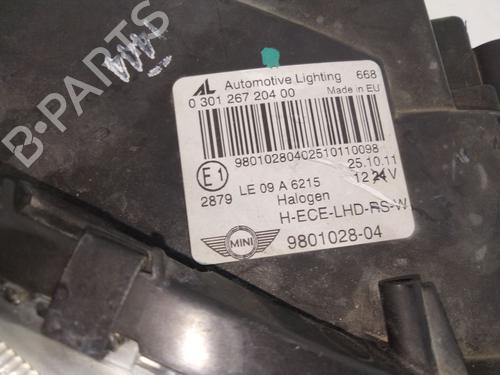 B-PARTS
AL Automotive Lighting 668
0 301 267 204 00 Made in EU
98010280402510110098
E1 25.10.11
2879 LE 09 A 6215 12 24 V
Halogen
H-ECE-LHD-RS-W
MINI 9801028-04